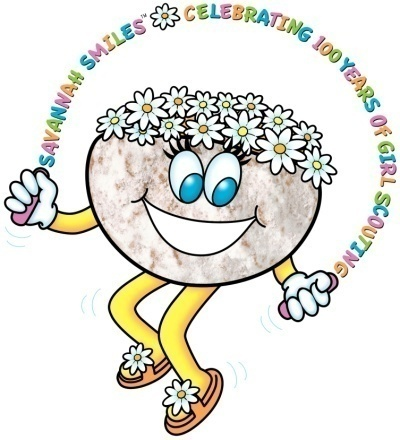 SAVANNAH SMILES™ CELEBRATING 100 YEARS OF GIRL SCOUTING